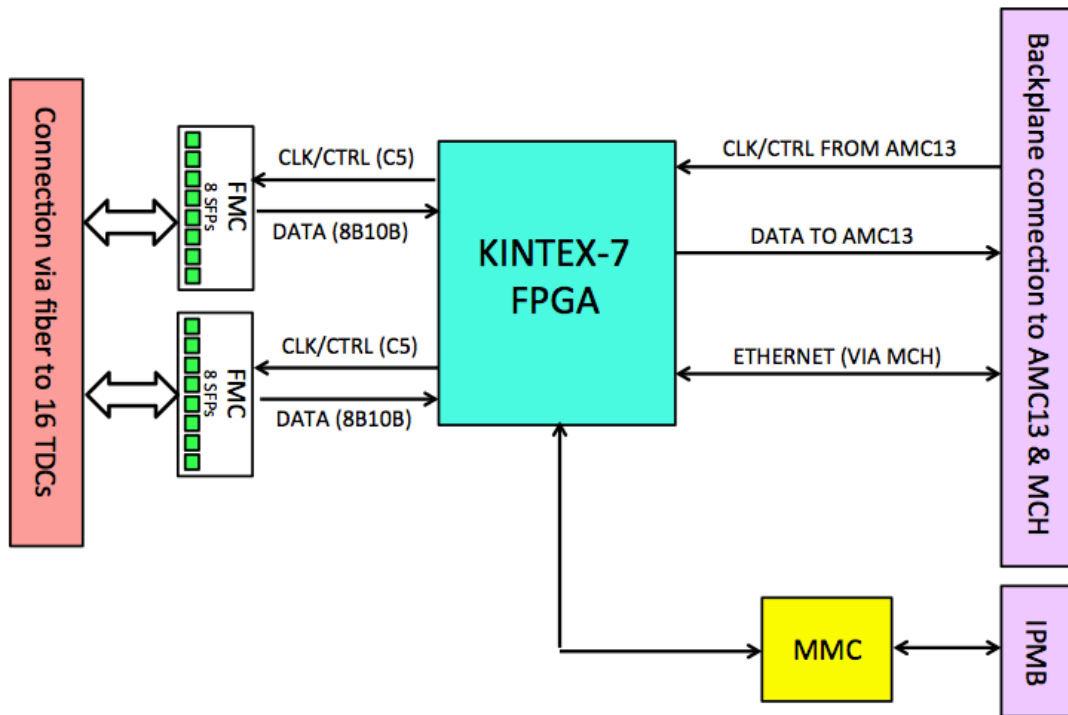 Connection via fiber to 16 TDCs
FMC
8 SFPs
CLK/CTRL (C5)
DATA (8B10B)
FMC
8 SFPs
CLK/CTRL (C5)
DATA (8B10B)
KINTEX-7
FPGA
CLK/CTRL FROM AMC13
DATA TO AMC13
ETHERNET (VIA MCH)
Backplane connection to AMC13 & MCH
MMC
IPMB